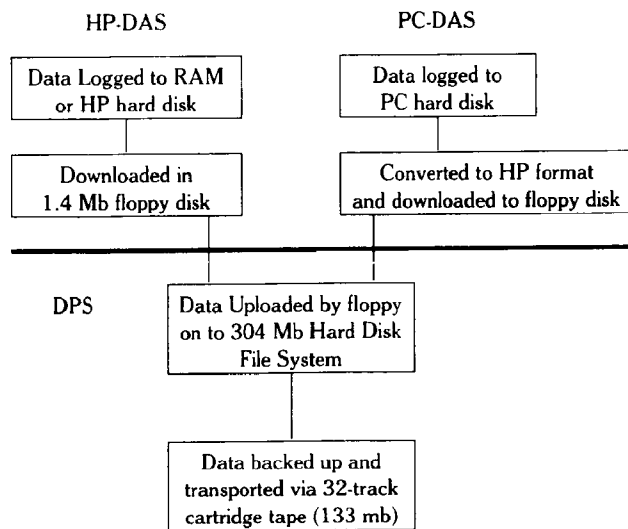 HP-DAS
PC-DAS
Data Logged to RAM
or HP hard disk
Data logged to
PC hard disk
Downloaded in
1.4 Mb floppy disk
Converted to HP format
and downloaded to floppy disk
DPS
Data Uploaded by floppy
on to 304 Mb Hard Disk
File System
Data backed up and
transported via 32-track
cartridge tape (133 mb)